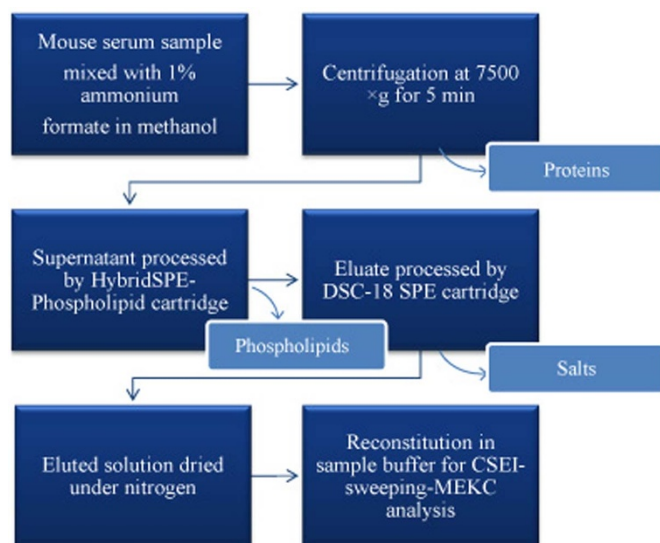 Mouse serum sample
mixed with 1%
ammonium
formate in methanol
Centrifugation at 7500
×g for 5 min
Proteins
Supernatant processed
by HybridSPE-
Phospholipid cartridge
Eluate processed by
DSC-18 SPE cartridge
Phospholipids
Salts
Eluted solution dried
under nitrogen
Reconstitution in
sample buffer for CSEI-
sweeping-MEKC
analysis